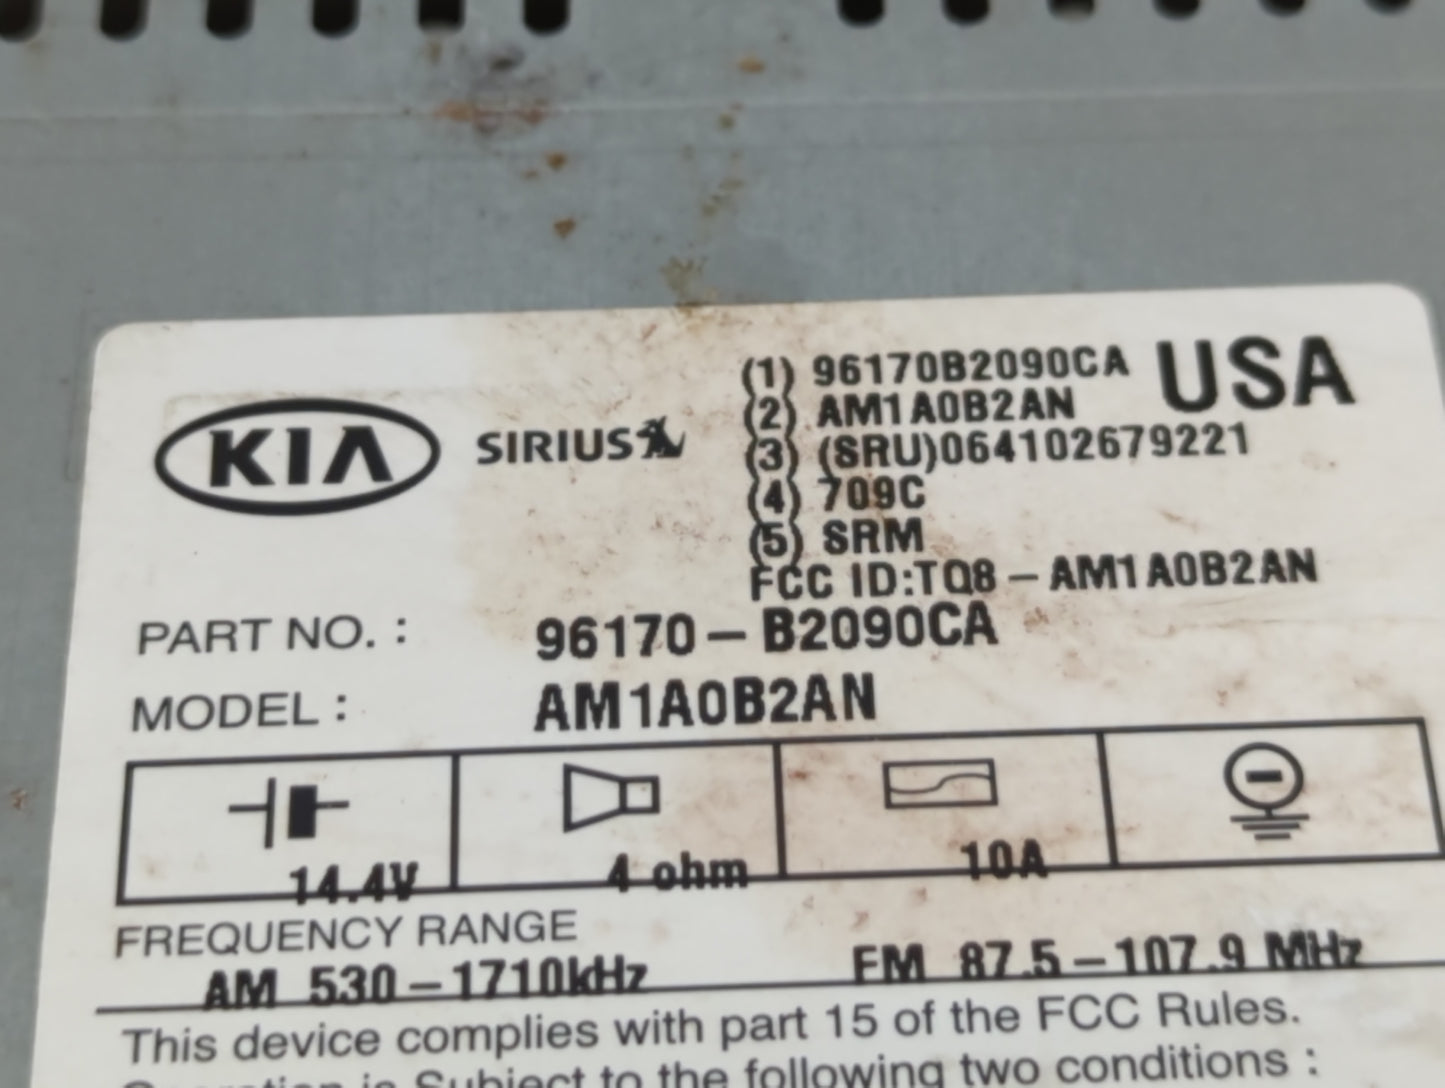 KIA SIRIUS
(1) 96170B2090CA USA
(2) AM1A0B2AN
(3) (SRU)064102679221
(4) 709C
(5) SRM
FCC ID:TQ8-AM1A0B2AN
PART NO. : 96170-B2090CA
MODEL : AM1A0B2AN
14.4V 4 ohm 10A
FREQUENCY RANGE
AM 530-1710kHz FM 87.5-107.9 MHz
This device complies with part 15 of the FCC Rules.
Operation is Subject to the following two conditions :